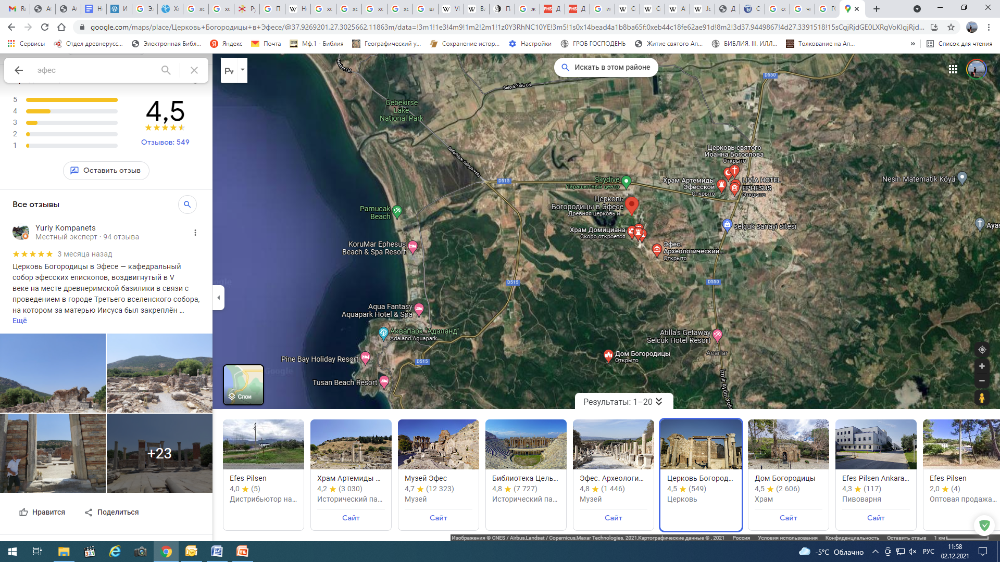 google.com/maps/place/Церковь+Богородицы+в+Эфесе/@37.9269201,27.3025662,11863m/data=!3m1!1e3!4m9!1m2!2m1!1z0Y3RhNC10YE!3m5!1s0x14bead4a1b8ba65f:0xeb44c18fe62ae91d!8m2!3d37.9449867!4d27.3391518!15sCgjRjdGE0LXRgVoKIgjRjd...
Сервисы
Отдел древнерусс...
Электронная Библ...
Яндекс
Почта
Мф.1 - Библия
Географический у...
Сохранение истор...
Настройки
ГРОБ ГОСПОДЕНЬ
Житие святого Ап...
БИБЛИЯ. III. ИЛЛ...
Толкование на Ап...
»
Список для чтения
эфес
Ру
Искать в этом районе
5
4
3
2
1
4,5
Отзывов: 549
Оставить отзыв
Все отзывы
Yuriy Kompanets
Местный эксперт · 94 отзыва
3 месяца назад
Церковь Богородицы в Эфесе — кафедральный
собор эфесских епископов, воздвигнутый в V
веке на месте древнеримской базилики в связи с
проведением в городе Третьего вселенского собора,
на котором за матерью Иисуса был закреплён ...
Ещё
+23
Нравится
Поделиться
Nation Cd.
Selçuk Yolu Cd.
D550
Gebekirse
Lake
National Park
Seferihisar Selçuk Yolu
D515
Skydive
Парашютный центр
Церковь святого
Иоанна Богослова
Открыто
Храм Артемиды
Эфесской
Открыто
LIVIA HOTEL
EPHESUS
Открыто
Nesin Matematik Köyü
Церковь
Богородицы в Эфесе
Древняя церковь и...
Pamucak
Beach
Храм Домициана
Скоро откроется
selçuk sanayi sitesi
Ayas
KoruMar Ephesus
Beach & Spa Resort
Эфес.
Археологический...
Открыто
D515
D550
Aqua Fantasy
Aquapark Hotel & Spa
Аквапарк "Адаланд"
Adaland Aquapark
Atilla's Getaway
Selcuk Hotel Resort
Acarlar
Дом Богородицы
Открыто
Pine Bay Holiday Resort
D515
Google
Tusan Beach Resort
İzmir Aydın Yolu
Слои
Результаты: 1–20
Efes Pilsen
4,0 (5)
Дистрибьютор на...
Храм Артемиды ...
4,2 (3 030)
Исторический па...
Сайт
Музей Эфес
4,7 (12 323)
Музей
Сайт
Библиотека Цель...
4,8 (7 727)
Исторический па...
Эфес. Археологи...
4,8 (1 446)
Музей
Сайт
Церковь Богород...
4,5 (549)
Церковь
Дом Богородицы
4,5 (2 606)
Храм
Сайт
Efes Pilsen Ankara...
4,3 (117)
Пивоварня
Сайт
Efes Pilsen
2,0 (4)
Оптовая продажа...
Изображения © CNES / Airbus,Landsat / Copernicus,Maxar Technologies, 2021,Картографические данные © , 2021
Россия
Условия использования
Конфиденциальность
Оставить отзыв
1 км
-5°C Облачно
РУС
11:58
02.12.2021